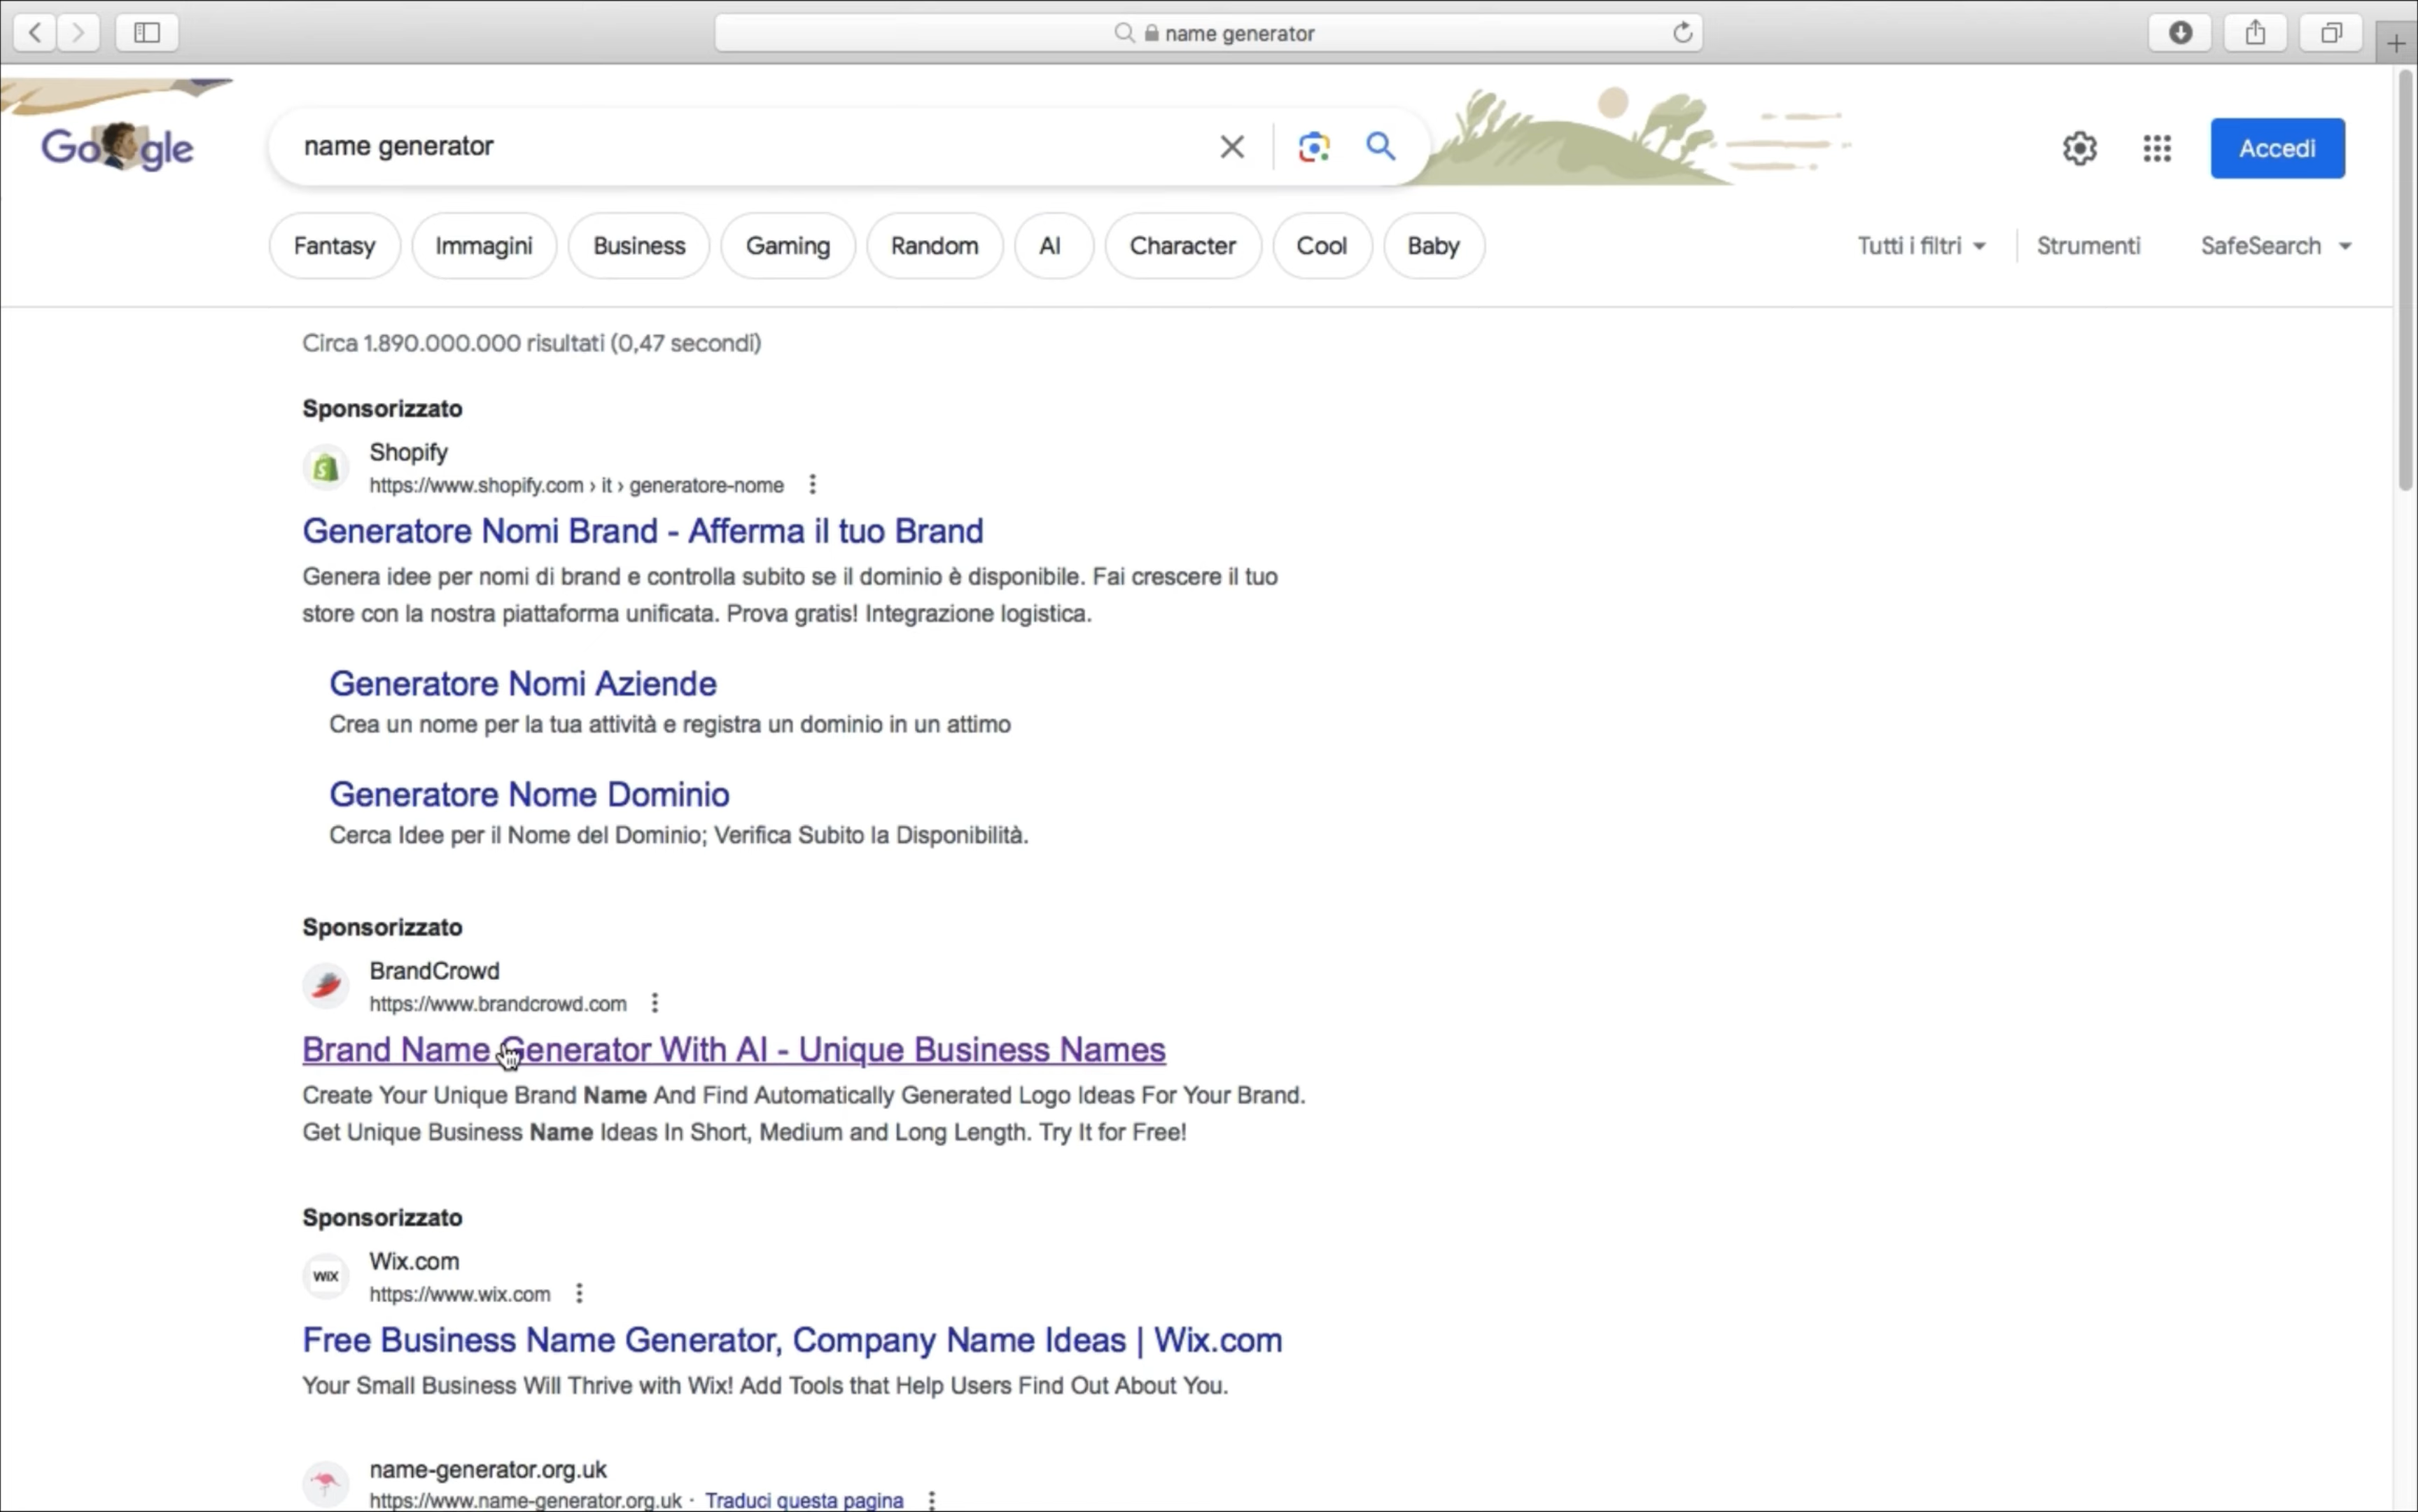 name generator
Google
name generator
Accedi
Fantasy Immagini Business Gaming Random AI Character Cool Baby Tutti i filtri Strumenti SafeSearch
Circa 1.890.000.000 risultati (0,47 secondi)
Sponsorizzato
Shopify
https://www.shopify.com › it › generatore-nome
Generatore Nomi Brand - Afferma il tuo Brand
Genera idee per nomi di brand e controlla subito se il dominio è disponibile. Fai crescere il tuo
store con la nostra piattaforma unificata. Prova gratis! Integrazione logistica.
Generatore Nomi Aziende
Crea un nome per la tua attività e registra un dominio in un attimo
Generatore Nome Dominio
Cerca Idee per il Nome del Dominio; Verifica Subito la Disponibilità.
Sponsorizzato
BrandCrowd
https://www.brandcrowd.com
Brand Name Generator With AI - Unique Business Names
Create Your Unique Brand Name And Find Automatically Generated Logo Ideas For Your Brand.
Get Unique Business Name Ideas In Short, Medium and Long Length. Try It for Free!
Sponsorizzato
WIX
Wix.com
https://www.wix.com
Free Business Name Generator, Company Name Ideas | Wix.com
Your Small Business Will Thrive with Wix! Add Tools that Help Users Find Out About You.
name-generator.org.uk
https://www.name-generator.org.uk · Traduci questa pagina